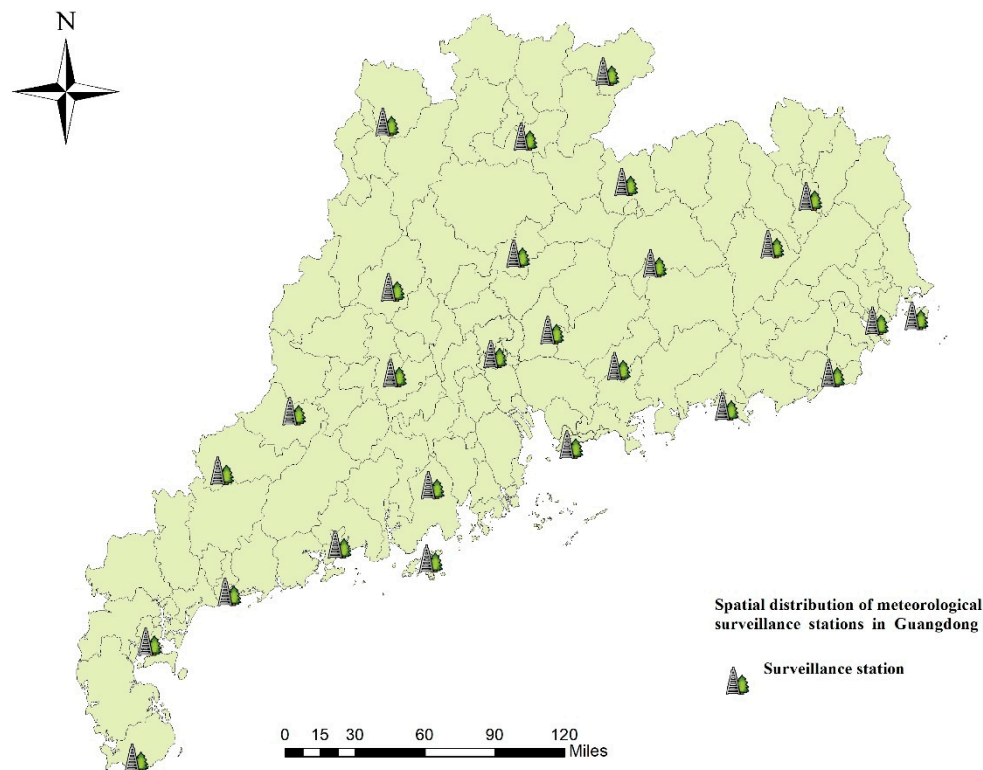 N
Spatial distribution of meteorological
surveillance stations in Guangdong
Surveillance station
0 15 30 60 90 120
Miles